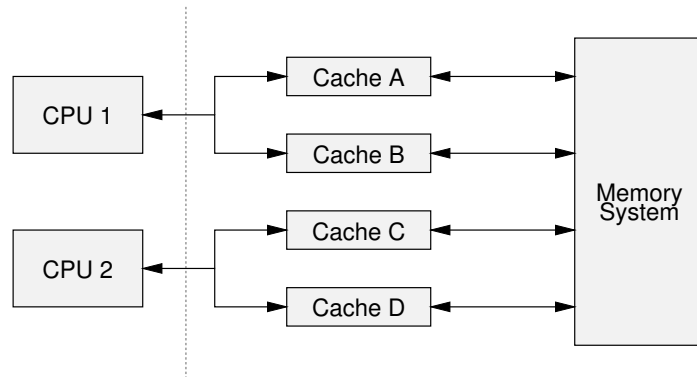 CPU 1
Cache A
Cache B
CPU 2
Cache C
Cache D
Memory
System